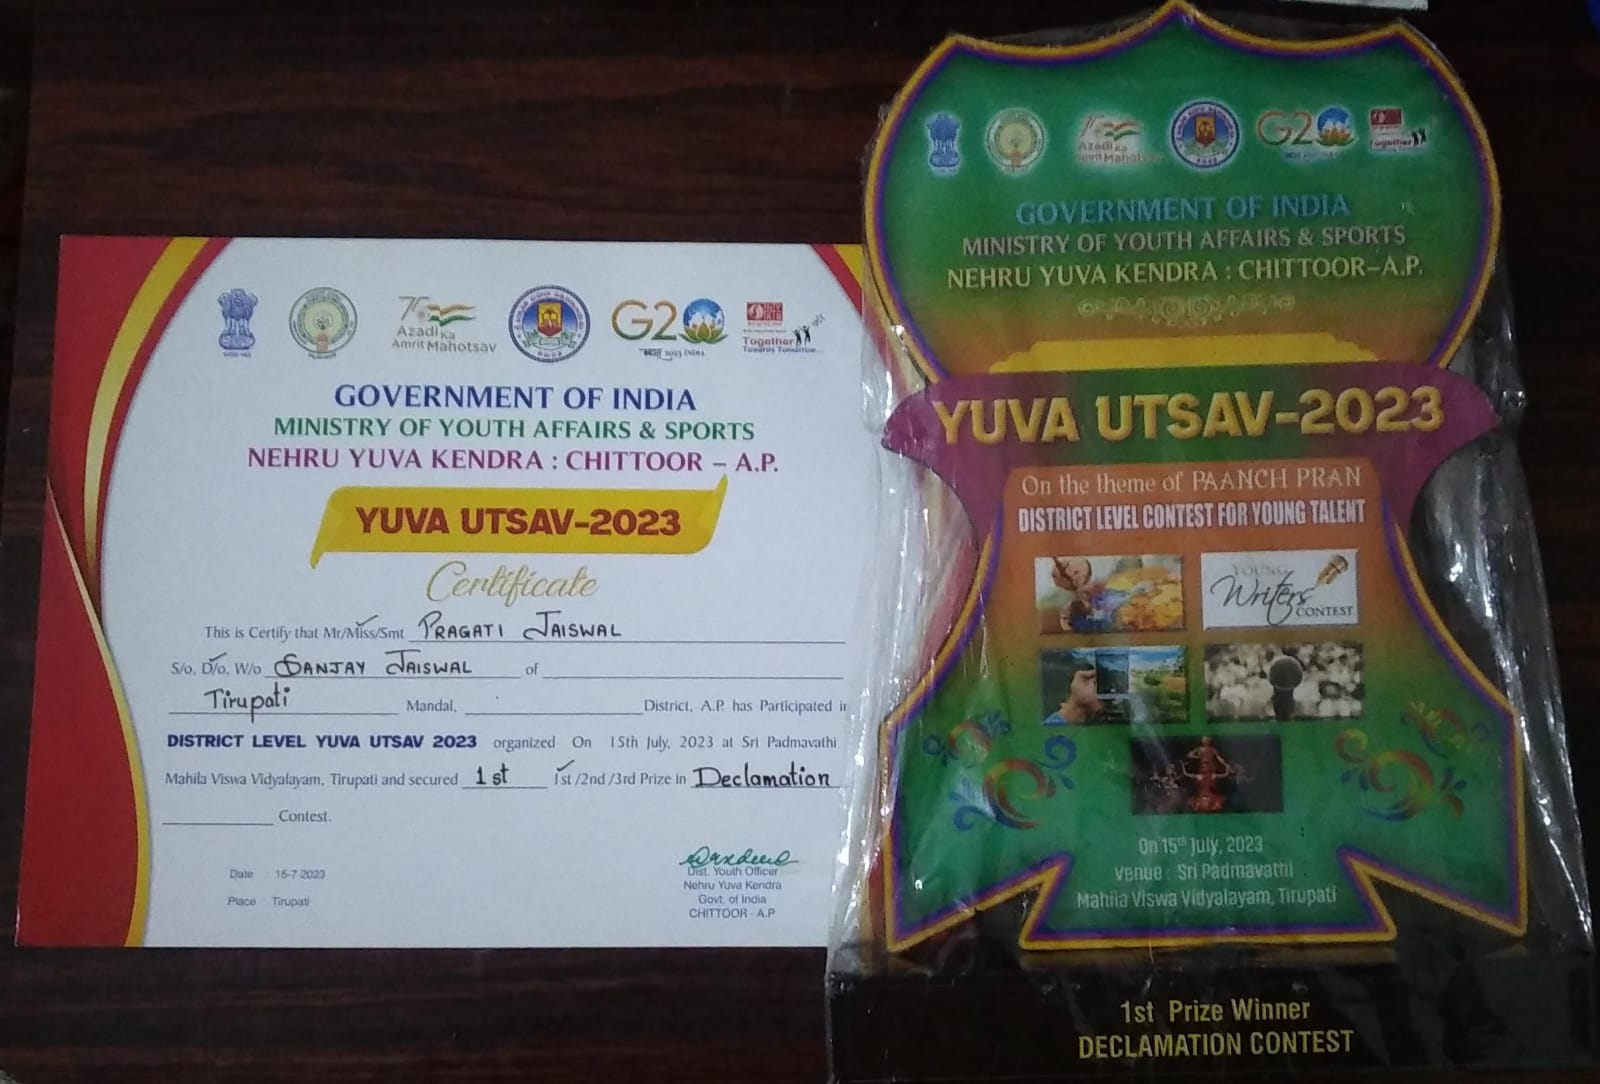 75
Azadi Ka
Amrit Mahotsav
G20
भारत 2023 INDIA
Together
Towards Tomorrow...
GOVERNMENT OF INDIA
MINISTRY OF YOUTH AFFAIRS & SPORTS
NEHRU YUVA KENDRA : CHITTOOR – A.P.
YUVA UTSAV-2023
Certificate
This is Certify that Mr/Miss/Smt PRAGATI JAISWAL
S/o, D/o, W/o SANJAY JAISWAL of
Tirupati Mandal, District, A.P. has Participated in
DISTRICT LEVEL YUVA UTSAV 2023 organized On 15th July, 2023 at Sri Padmavathi
Mahila Viswa Vidyalayam, Tirupati and secured 1st 1st /2nd /3rd Prize in Declamation
Contest.
Date : 15-7-2023
Place : Tirupati
Dist. Youth Officer
Nehru Yuva Kendra
Govt. of India
CHITTOOR - A.P
75
Azadi Ka
Amrit Mahotsav
G20
Together
GOVERNMENT OF INDIA
MINISTRY OF YOUTH AFFAIRS & SPORTS
NEHRU YUVA KENDRA : CHITTOOR–A.P.
YUVA UTSAV-2023
On the theme of PAANCH PRAN
DISTRICT LEVEL CONTEST FOR YOUNG TALENT
YOUNG
Writers
CONTEST
On 15th July, 2023
Venue : Sri Padmavathi
Mahila Viswa Vidyalayam, Tirupati
1st Prize Winner
DECLAMATION CONTEST